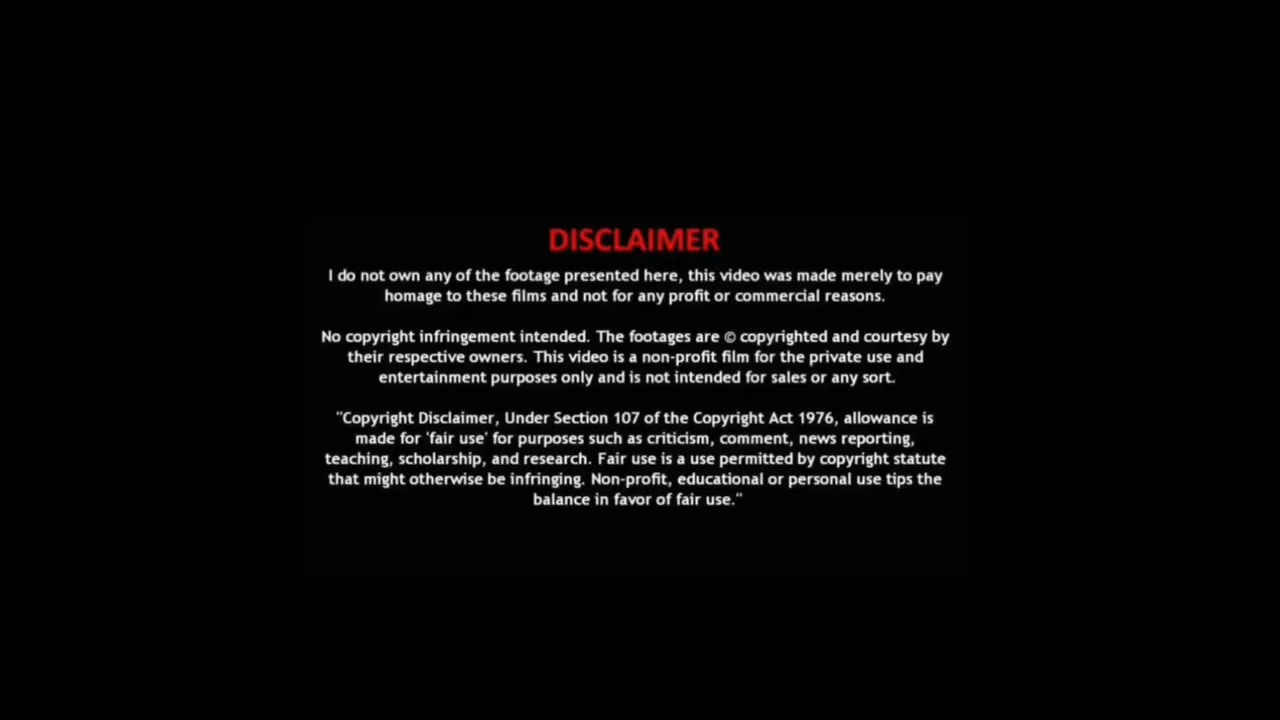 DISCLAIMER
I do not own any of the footage presented here, this video was made merely to pay
homage to these films and not for any profit or commercial reasons.
No copyright infringement intended. The footages are © copyrighted and courtesy by
their respective owners. This video is a non-profit film for the private use and
entertainment purposes only and is not intended for sales or any sort.
"Copyright Disclaimer, Under Section 107 of the Copyright Act 1976, allowance is
made for 'fair use' for purposes such as criticism, comment, news reporting,
teaching, scholarship, and research. Fair use is a use permitted by copyright statute
that might otherwise be infringing. Non-profit, educational or personal use tips the
balance in favor of fair use."